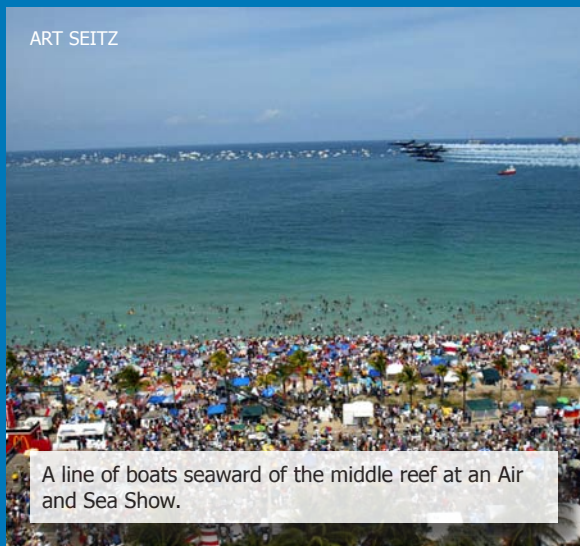 ART SEITZ
A line of boats seaward of the middle reef at an Air
and Sea Show.